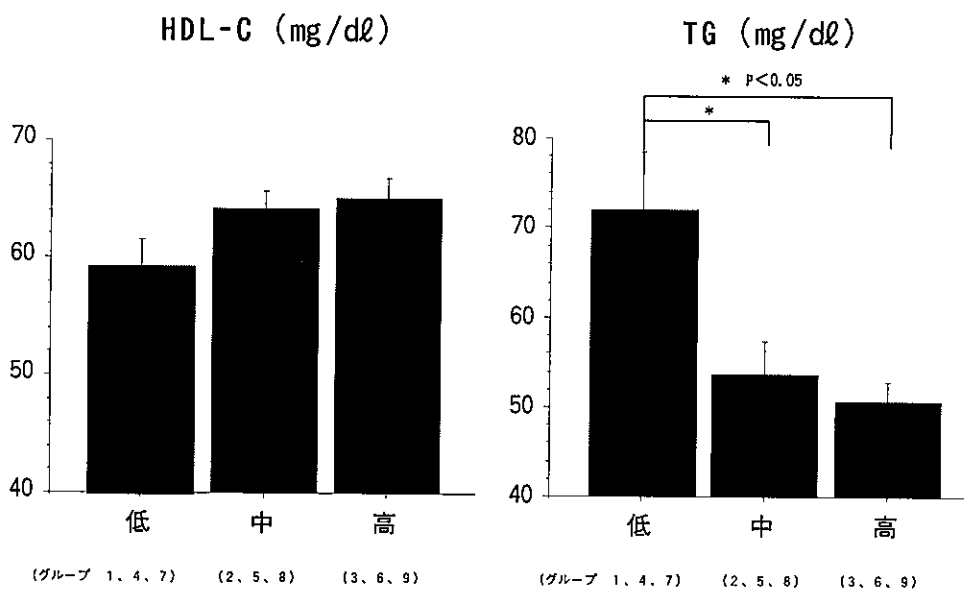 HDL-C (mg/dℓ)
70
60
50
40
低 中 高
(グループ 1、4、7) (2、5、8) (3、6、9)
TG (mg/dℓ)
* P<0.05
*
80
70
60
50
40
低 中 高
(グループ 1、4、7) (2、5、8) (3、6、9)